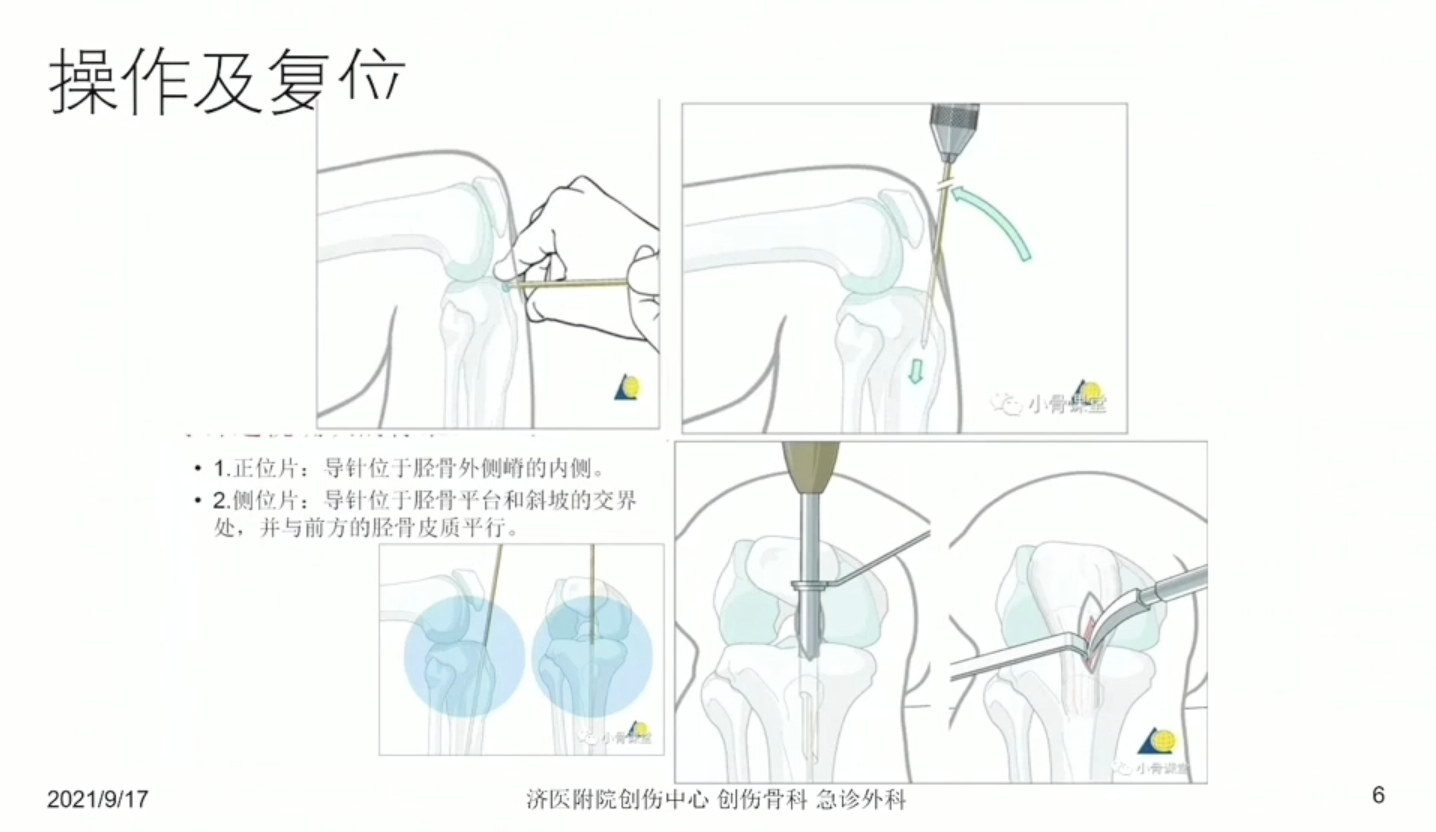 操作及复位
小骨课堂
• 1.正位片：导针位于胫骨外侧嵴的内侧。
• 2.侧位片：导针位于胫骨平台和斜坡的交界
处，并与前方的胫骨皮质平行。
小骨课堂
小骨课堂
2021/9/17
济医附院创伤中心 创伤骨科 急诊外科
6